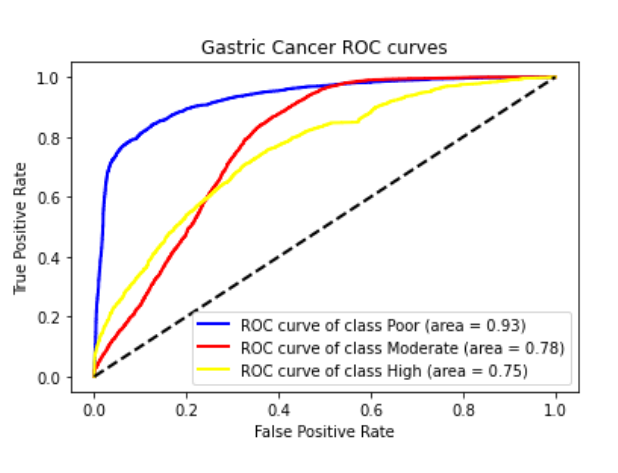 Gastric Cancer ROC curves
1.0
0.8
0.6
0.4
0.2
0.0
True Positive Rate
ROC curve of class Poor (area = 0.93)
ROC curve of class Moderate (area = 0.78)
ROC curve of class High (area = 0.75)
0.0 0.2 0.4 0.6 0.8 1.0
False Positive Rate